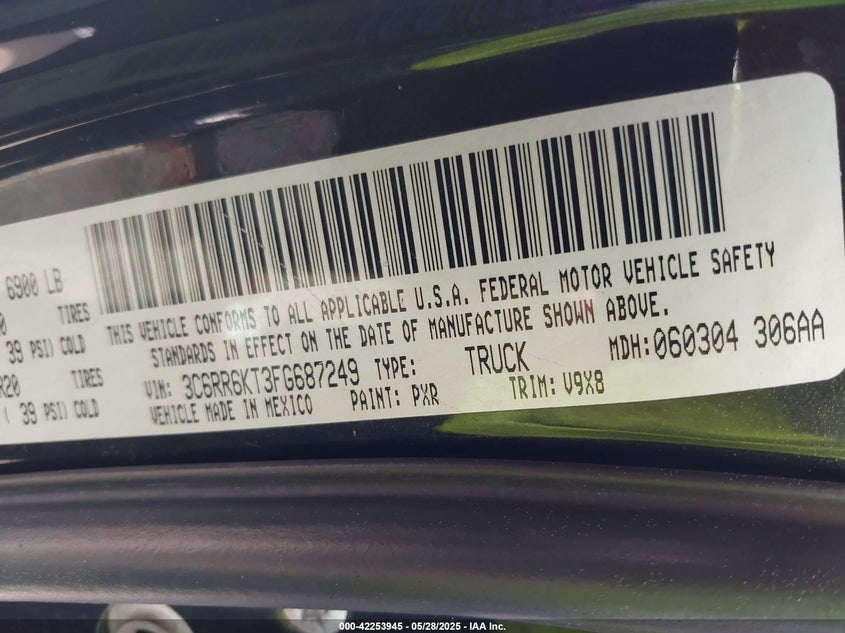 6900 LB
0 TIRES
39 PSI) COLD
R20 TIRES
( 39 PSI) COLD
THIS VEHICLE CONFORMS TO ALL APPLICABLE U.S.A. FEDERAL MOTOR VEHICLE SAFETY
STANDARDS IN EFFECT ON THE DATE OF MANUFACTURE SHOWN ABOVE.
VIN: 3C6RR6KT3FG687249 TYPE: TRUCK MDH:060304 306AA
VEHICLE MADE IN MEXICO PAINT: PXR TRIM: V9X8
000-42253945 - 05/28/2025 - IAA Inc.